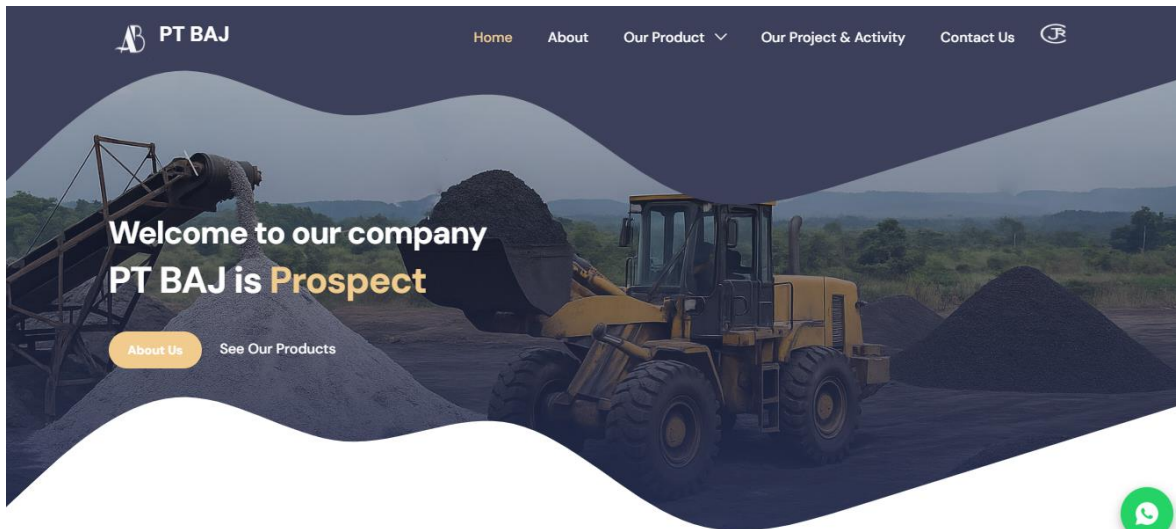 PT BAJ
Home About Our Product Our Project & Activity Contact Us
Welcome to our company
PT BAJ is Prospect
About Us See Our Products